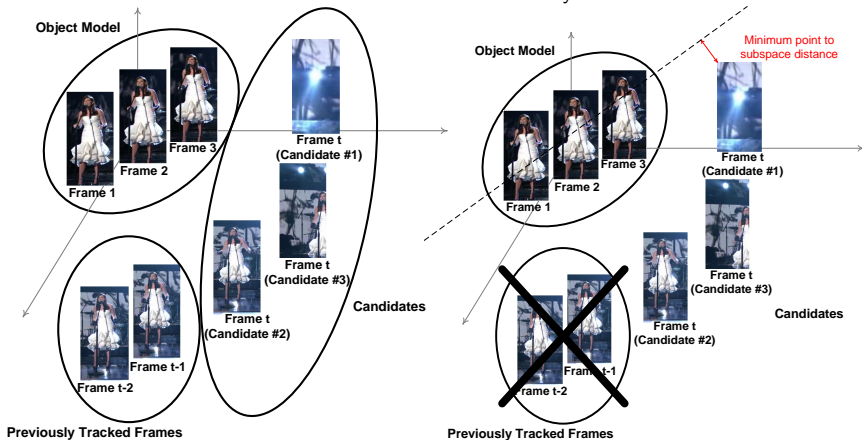 Object Model
Frame 1
Frame 2
Frame 3
Frame t
(Candidate #1)
Frame t
(Candidate #3)
Frame t
(Candidate #2)
Candidates
Frame t-1
Frame t-2
Previously Tracked Frames
Object Model
Minimum point to
subspace distance
Frame 1
Frame 2
Frame 3
Frame t
(Candidate #1)
Frame t
(Candidate #3)
Frame t
(Candidate #2)
Candidates
Frame t-1
Frame t-2
Previously Tracked Frames